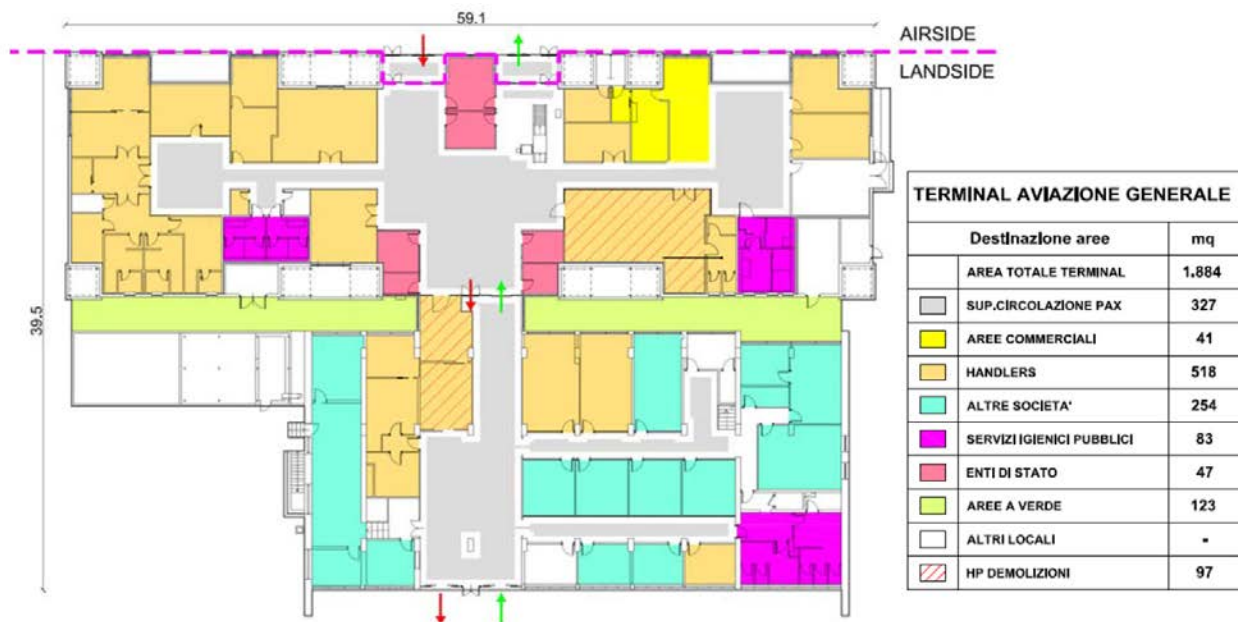 59.1
AIRSIDE
LANDSIDE
39.5
TERMINAL AVIAZIONE GENERALE
Destinazione aree mq
AREA TOTALE TERMINAL 1.884
SUP.CIRCOLAZIONE PAX 327
AREE COMMERCIALI 41
HANDLERS 518
ALTRE SOCIETA' 254
SERVIZI IGIENICI PUBBLICI 83
ENTI DI STATO 47
AREE A VERDE 123
ALTRI LOCALI -
HP DEMOLIZIONI 97